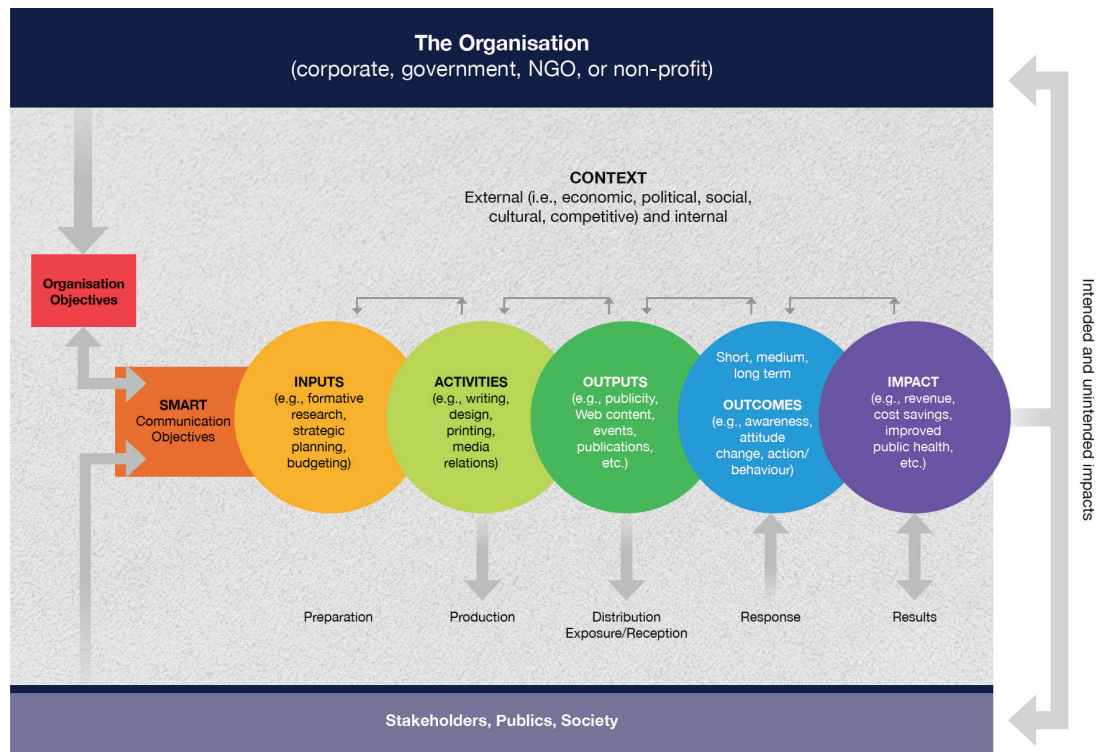 The Organisation
(corporate, government, NGO, or non-profit)
CONTEXT
External (i.e., economic, political, social,
cultural, competitive) and internal
Organisation
Objectives
SMART
Communication
Objectives
INPUTS
(e.g., formative
research,
strategic
planning,
budgeting)
ACTIVITIES
(e.g., writing,
design,
printing,
media
relations)
OUTPUTS
(e.g., publicity,
Web content,
events,
publications,
etc.)
Short, medium,
long term
OUTCOMES
(e.g., awareness,
attitude
change, action/
behaviour)
IMPACT
(e.g., revenue,
cost savings,
improved
public health,
etc.)
Preparation
Production
Distribution
Exposure/Reception
Response
Results
Intended and unintended impacts
Stakeholders, Publics, Society